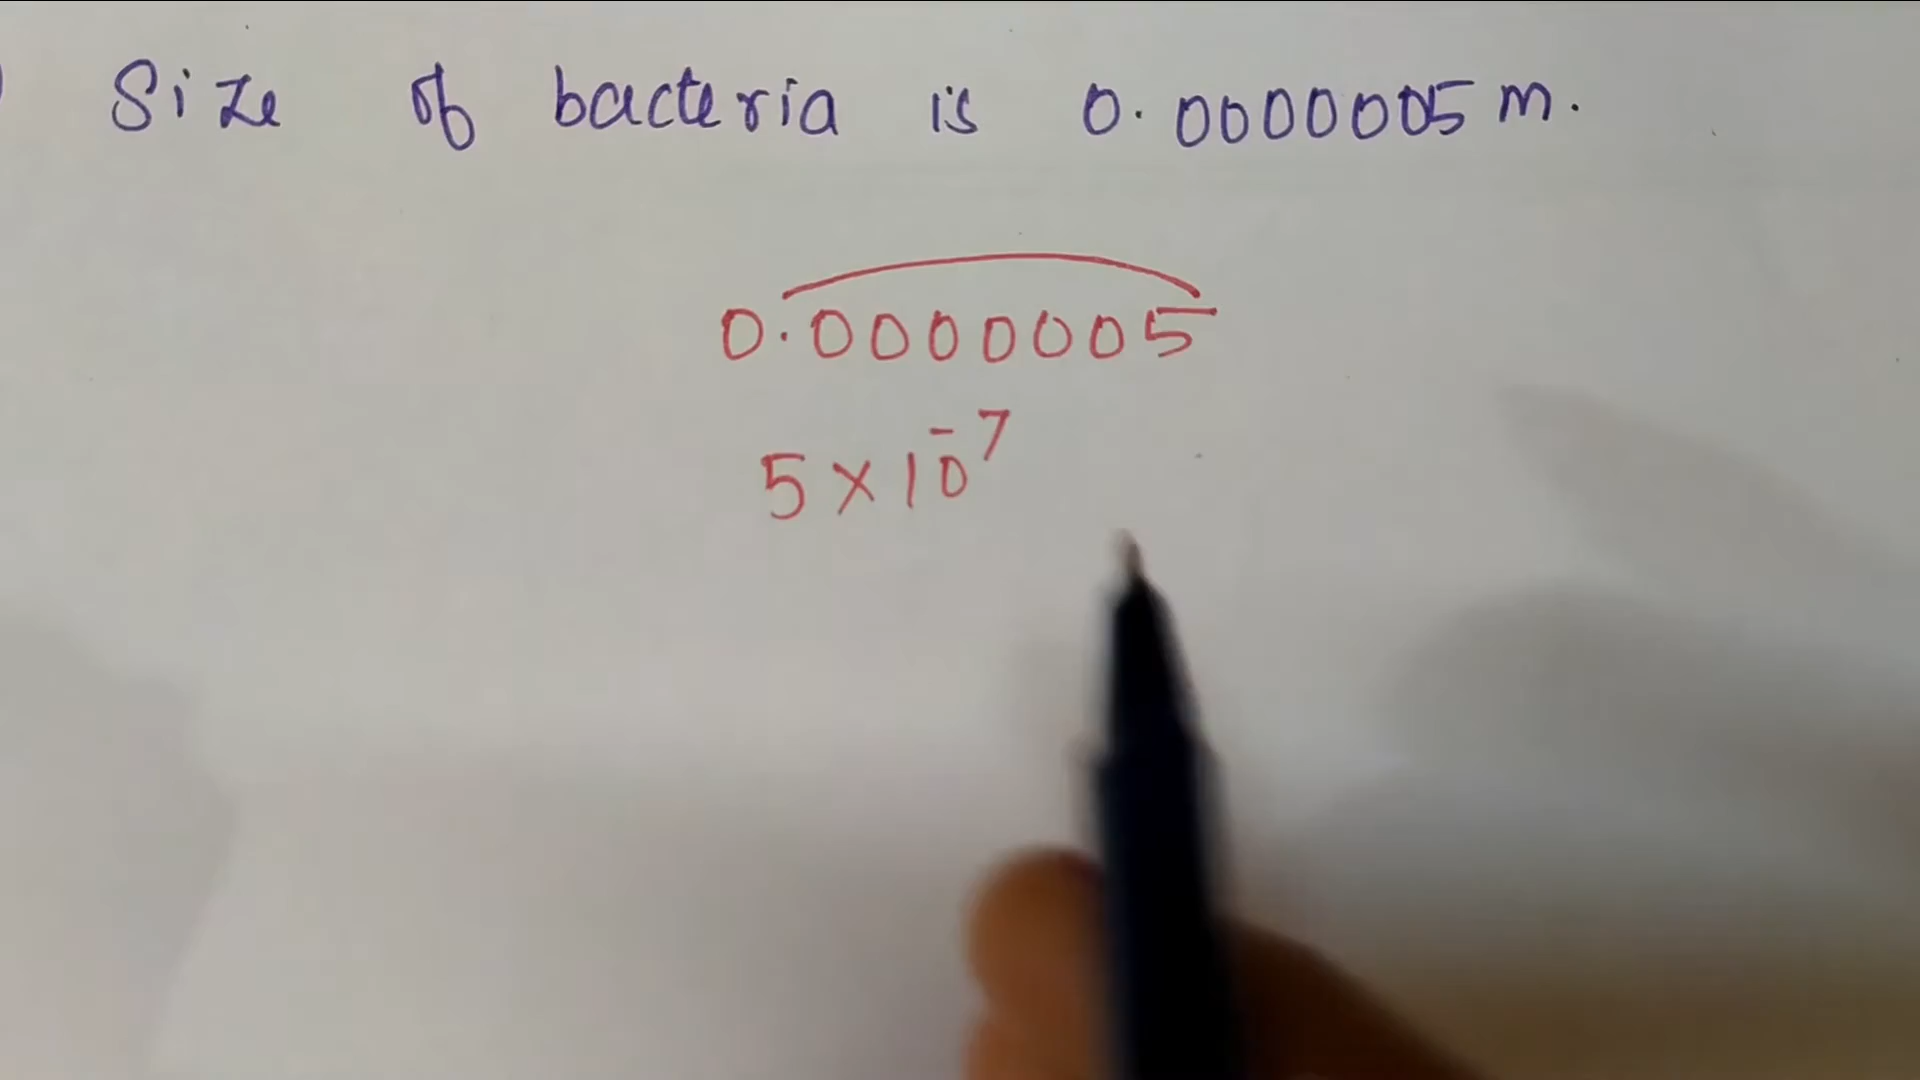 Size of bacteria is 0.0000005 m.
0.0000005
5 × 10⁻⁷